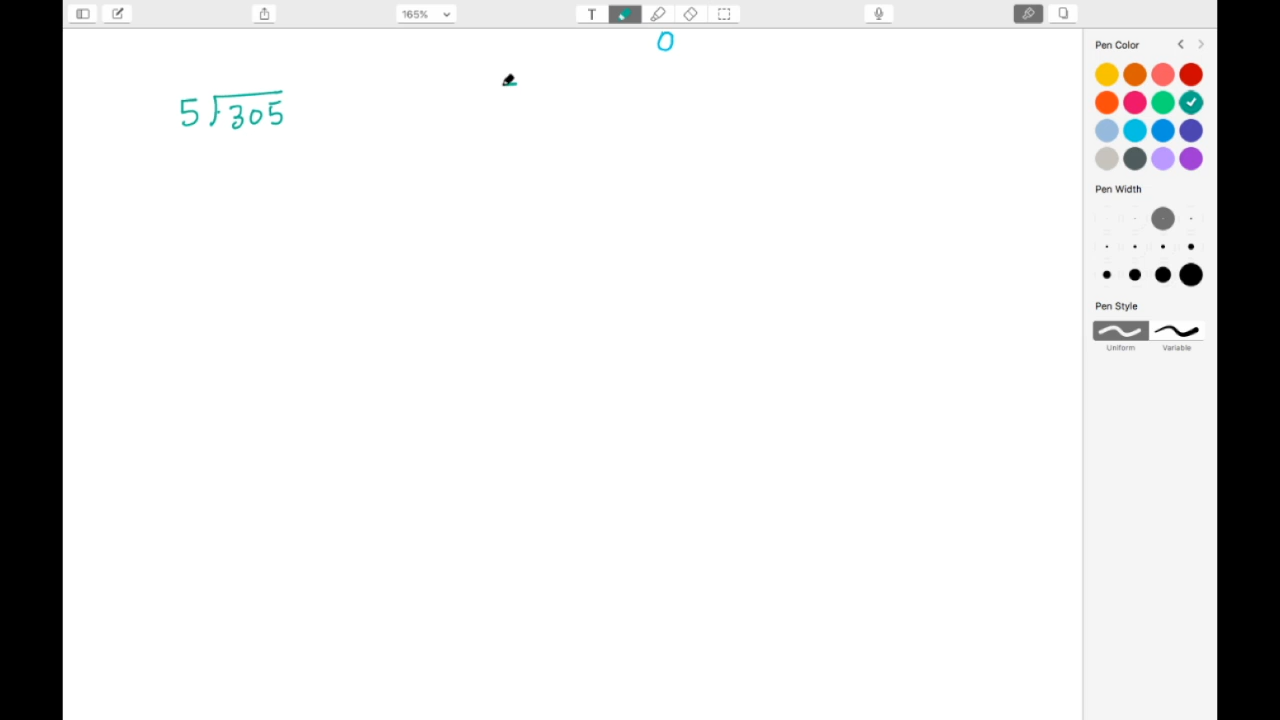 165%
T
0
Pen Color
5 305
Pen Width
Pen Style
Uniform Variable